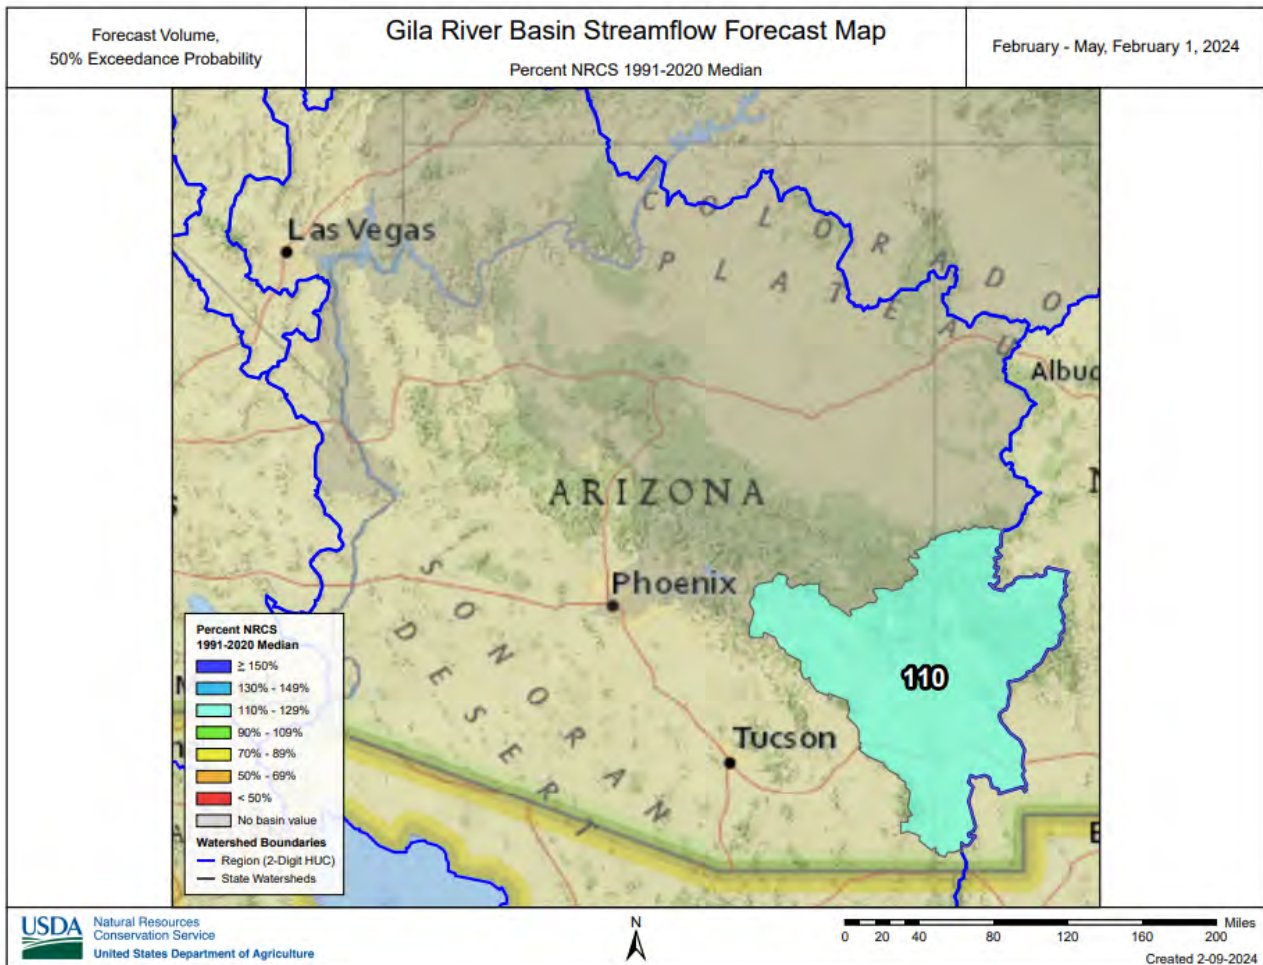 Forecast Volume,
50% Exceedance Probability
Gila River Basin Streamflow Forecast Map
Percent NRCS 1991-2020 Median
February - May, February 1, 2024
Las Vegas
COLORADO
PLATEAU
Albuq
ARIZONA
N
Phoenix
SONORAN
DESERT
110
Tucson
Percent NRCS
1991-2020 Median
≥ 150%
130% - 149%
110% - 129%
90% - 109%
70% - 89%
50% - 69%
< 50%
No basin value
Watershed Boundaries
Region (2-Digit HUC)
State Watersheds
USDA
Natural Resources
Conservation Service
United States Department of Agriculture
N
0 20 40 80 120 160 200 Miles
Created 2-09-2024